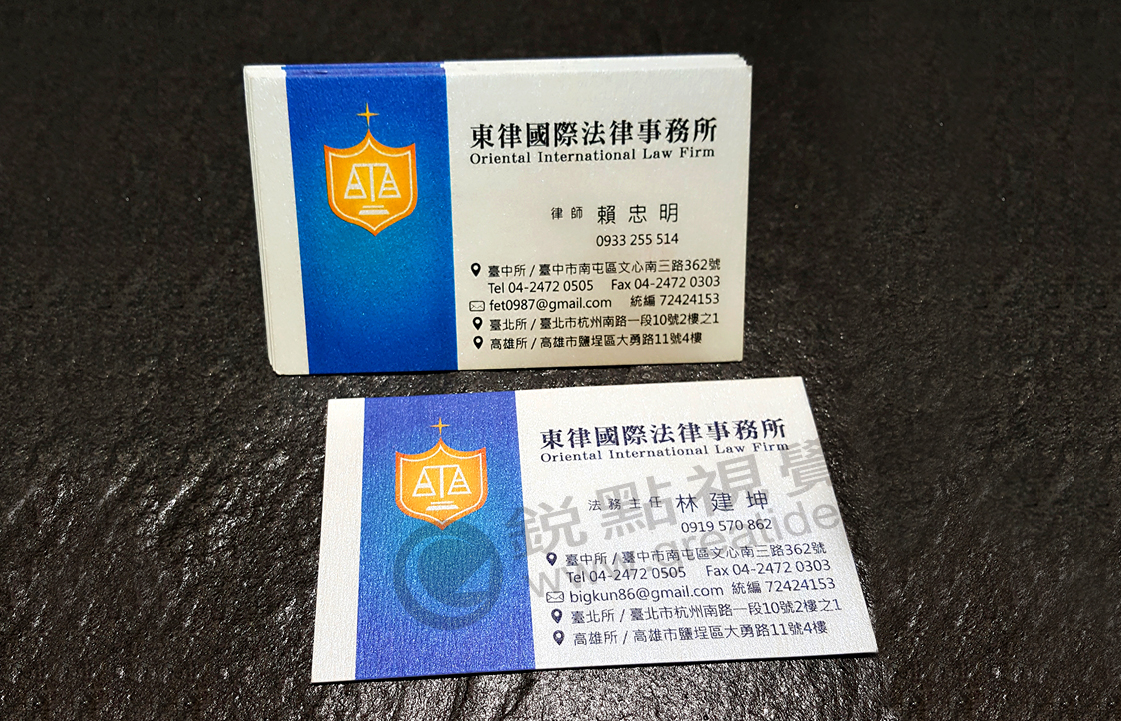 東律國際法律事務所
Oriental International Law Firm
律師 賴忠明
0933 255 514
臺中所 / 臺中市南屯區文心南三路362號
Tel 04-2472 0505 Fax 04-2472 0303
fet0987@gmail.com 統編 72424153
臺北所 / 臺北市杭州南路一段10號2樓之1
高雄所 / 高雄市鹽埕區大勇路11號4樓
東律國際法律事務所
Oriental International Law Firm
法務主任 林建坤
0919 570 862
臺中所 / 臺中市南屯區文心南三路362號
Tel 04-2472 0505 Fax 04-2472 0303
bigkun86@gmail.com 統編 72424153
臺北所 / 臺北市杭州南路一段10號2樓之1
高雄所 / 高雄市鹽埕區大勇路11號4樓
銳點視覺
www.greatide